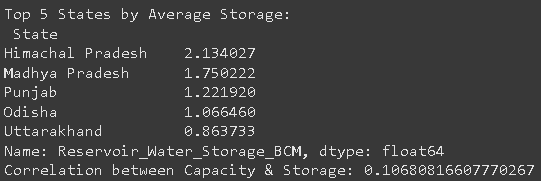 Top 5 States by Average Storage:
State
Himachal Pradesh 2.134027
Madhya Pradesh 1.750222
Punjab 1.221920
Odisha 1.066460
Uttarakhand 0.863733
Name: Reservoir_Water_Storage_BCM, dtype: float64
Correlation between Capacity & Storage: 0.10680816607770267